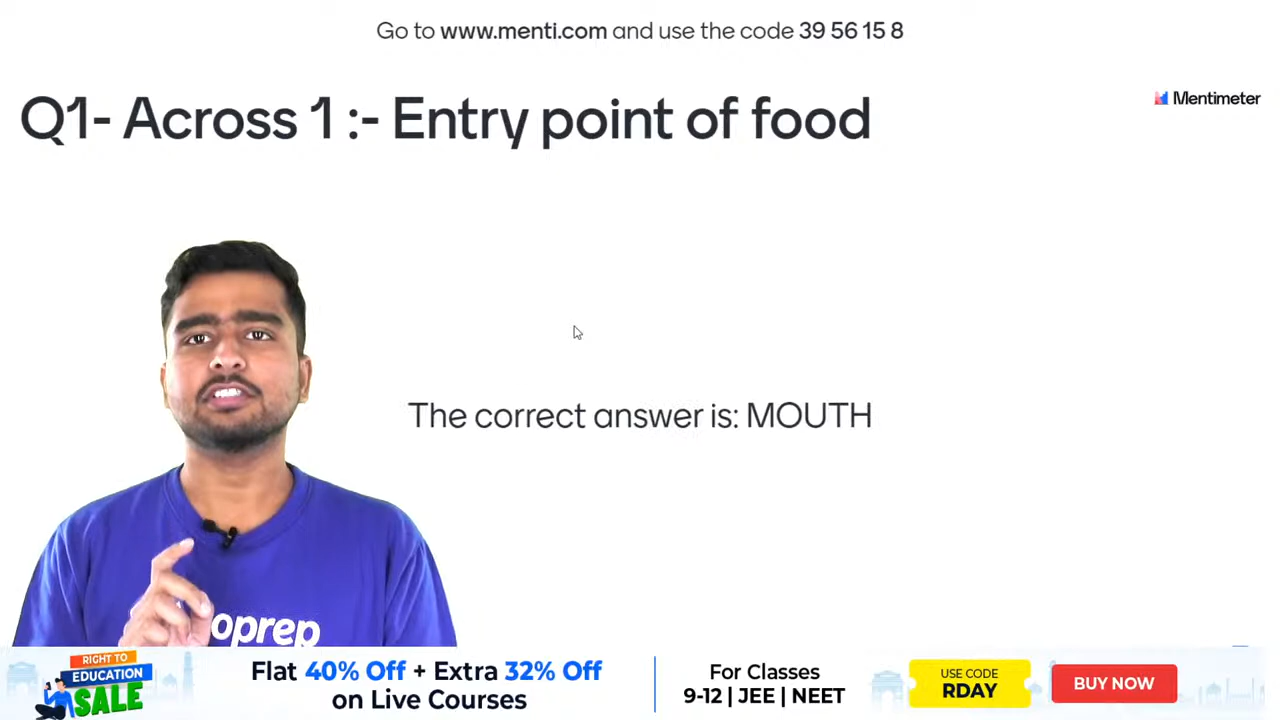 Go to www.menti.com and use the code 39 56 15 8
Mentimeter
Q1- Across 1 :- Entry point of food
The correct answer is: MOUTH
oprep
RIGHT TO
EDUCATION
SALE
Flat 40% Off + Extra 32% Off
on Live Courses
For Classes
9-12 | JEE | NEET
USE CODE
RDAY
BUY NOW